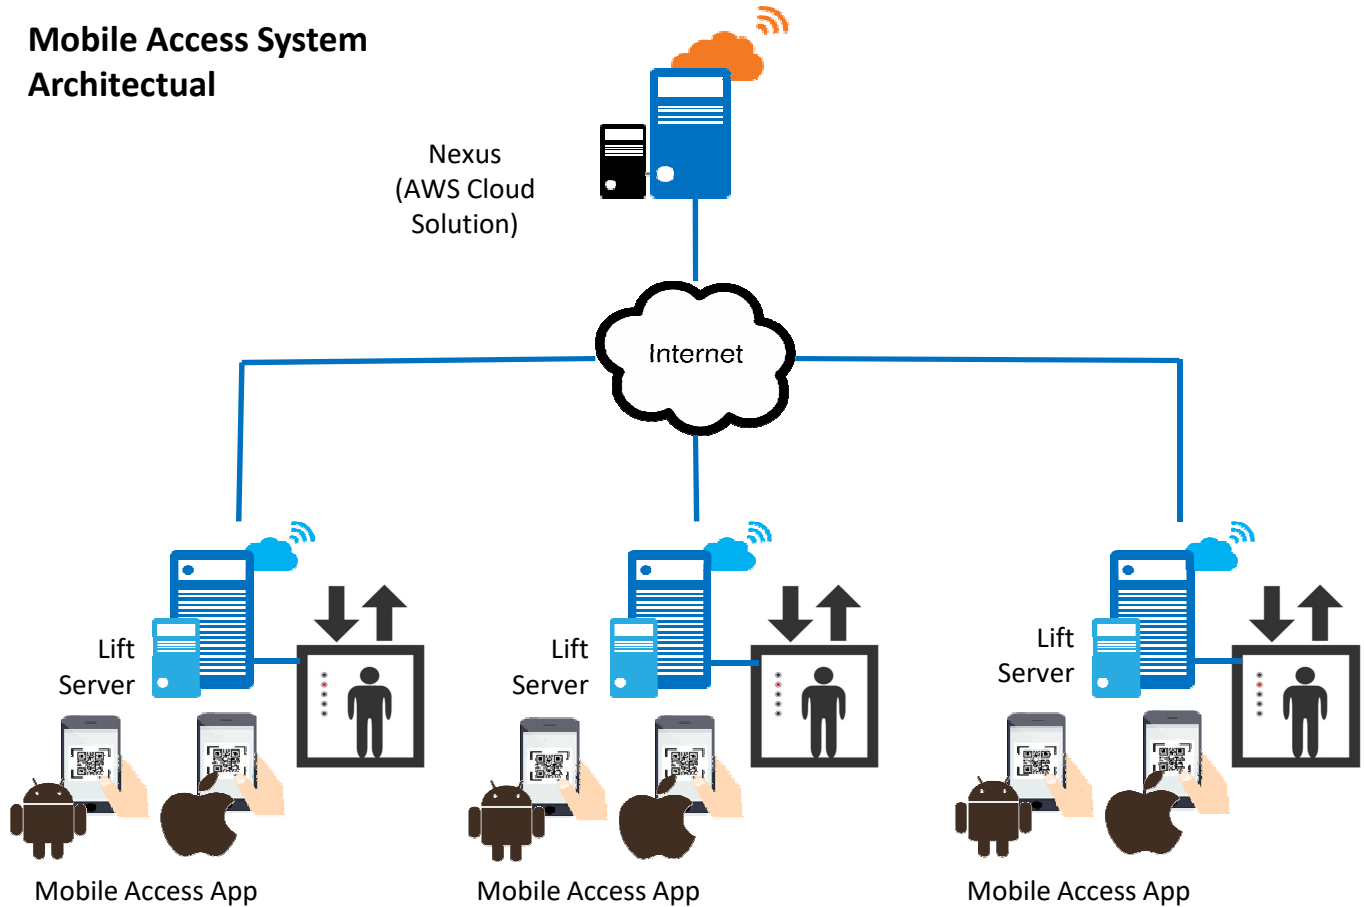 Mobile Access System
Architectual
Nexus
(AWS Cloud
Solution)
Internet
Lift
Server
Lift
Server
Lift
Server
Mobile Access App
Mobile Access App
Mobile Access App